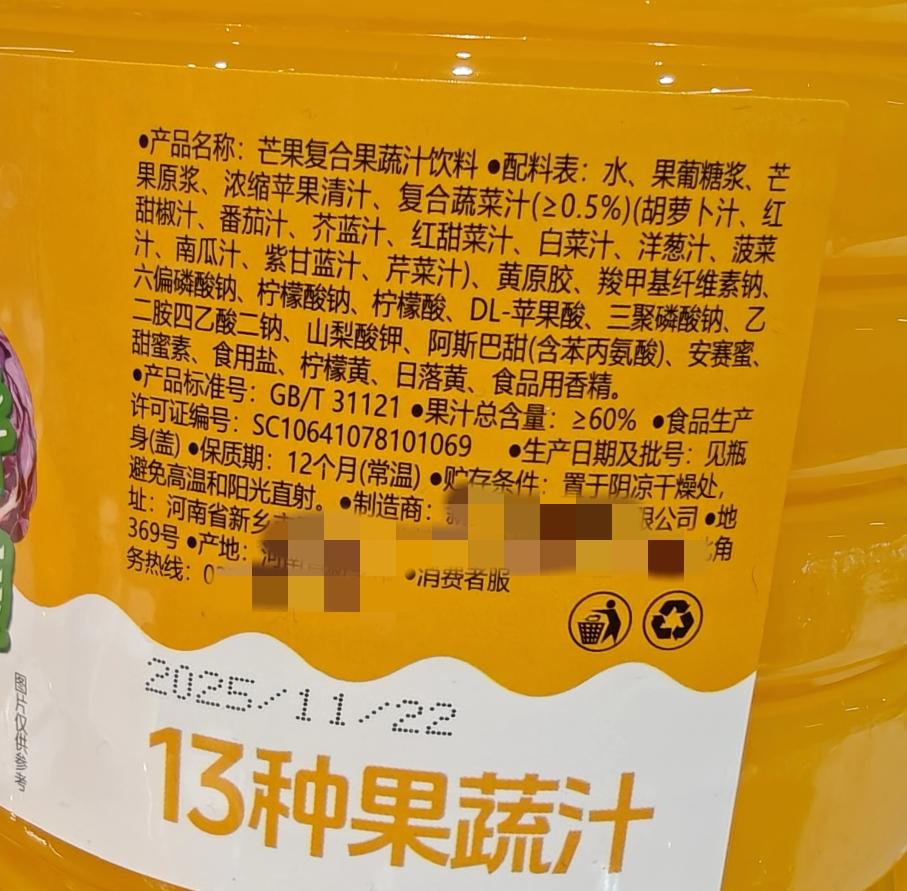 ●产品名称：芒果复合果蔬汁饮料 ●配料表：水、果葡糖浆、芒
果原浆、浓缩苹果清汁、复合蔬菜汁(≥0.5%)(胡萝卜汁、红
甜椒汁、番茄汁、芥蓝汁、红甜菜汁、白菜汁、洋葱汁、菠菜
汁、南瓜汁、紫甘蓝汁、芹菜汁)、黄原胶、羧甲基纤维素钠、
六偏磷酸钠、柠檬酸钠、柠檬酸、DL-苹果酸、三聚磷酸钠、乙
二胺四乙酸二钠、山梨酸钾、阿斯巴甜(含苯丙氨酸)、安赛蜜、
甜蜜素、食用盐、柠檬黄、日落黄、食品用香精。
●产品标准号：GB/T 31121 ●果汁总含量：≥60% ●食品生产
许可证编号：SC10641078101069 ●生产日期及批号：见瓶
身(盖) ●保质期：12个月(常温) ●贮存条件：置于阴凉干燥处,
避免高温和阳光直射。 ●制造商： 限公司 ●地
址：河南省新乡 角
369号 ●产地：河南省 ●消费者服
务热线：0
2025/11/22
13种果蔬汁
图片仅供参考